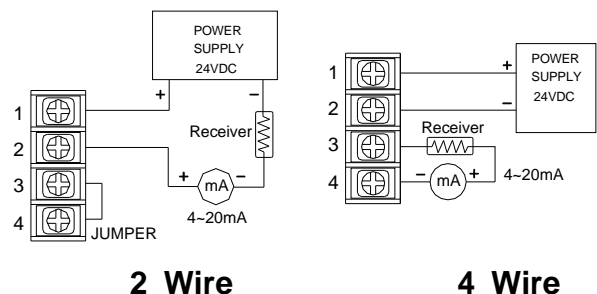 POWER
SUPPLY
24VDC
+
−
1
2
3
4
Receiver
+
mA
−
4~20mA
JUMPER
2 Wire
POWER
SUPPLY
24VDC
+
−
1
2
3
4
Receiver
−
mA
+
4~20mA
4 Wire